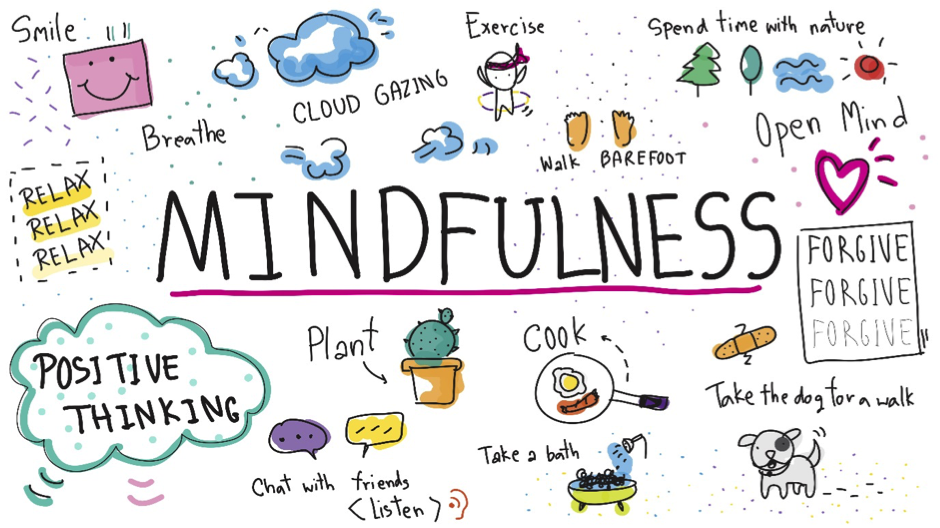 Smile
Breathe
CLOUD GAZING
Exercise
Spend time with nature
Walk BAREFOOT
Open Mind
RELAX
RELAX
RELAX
MINDFULNESS
FORGIVE
FORGIVE
FORGIVE
POSITIVE
THINKING
Plant
Cook
Take the dog for a walk
Chat with friends
<Listen>
Take a bath